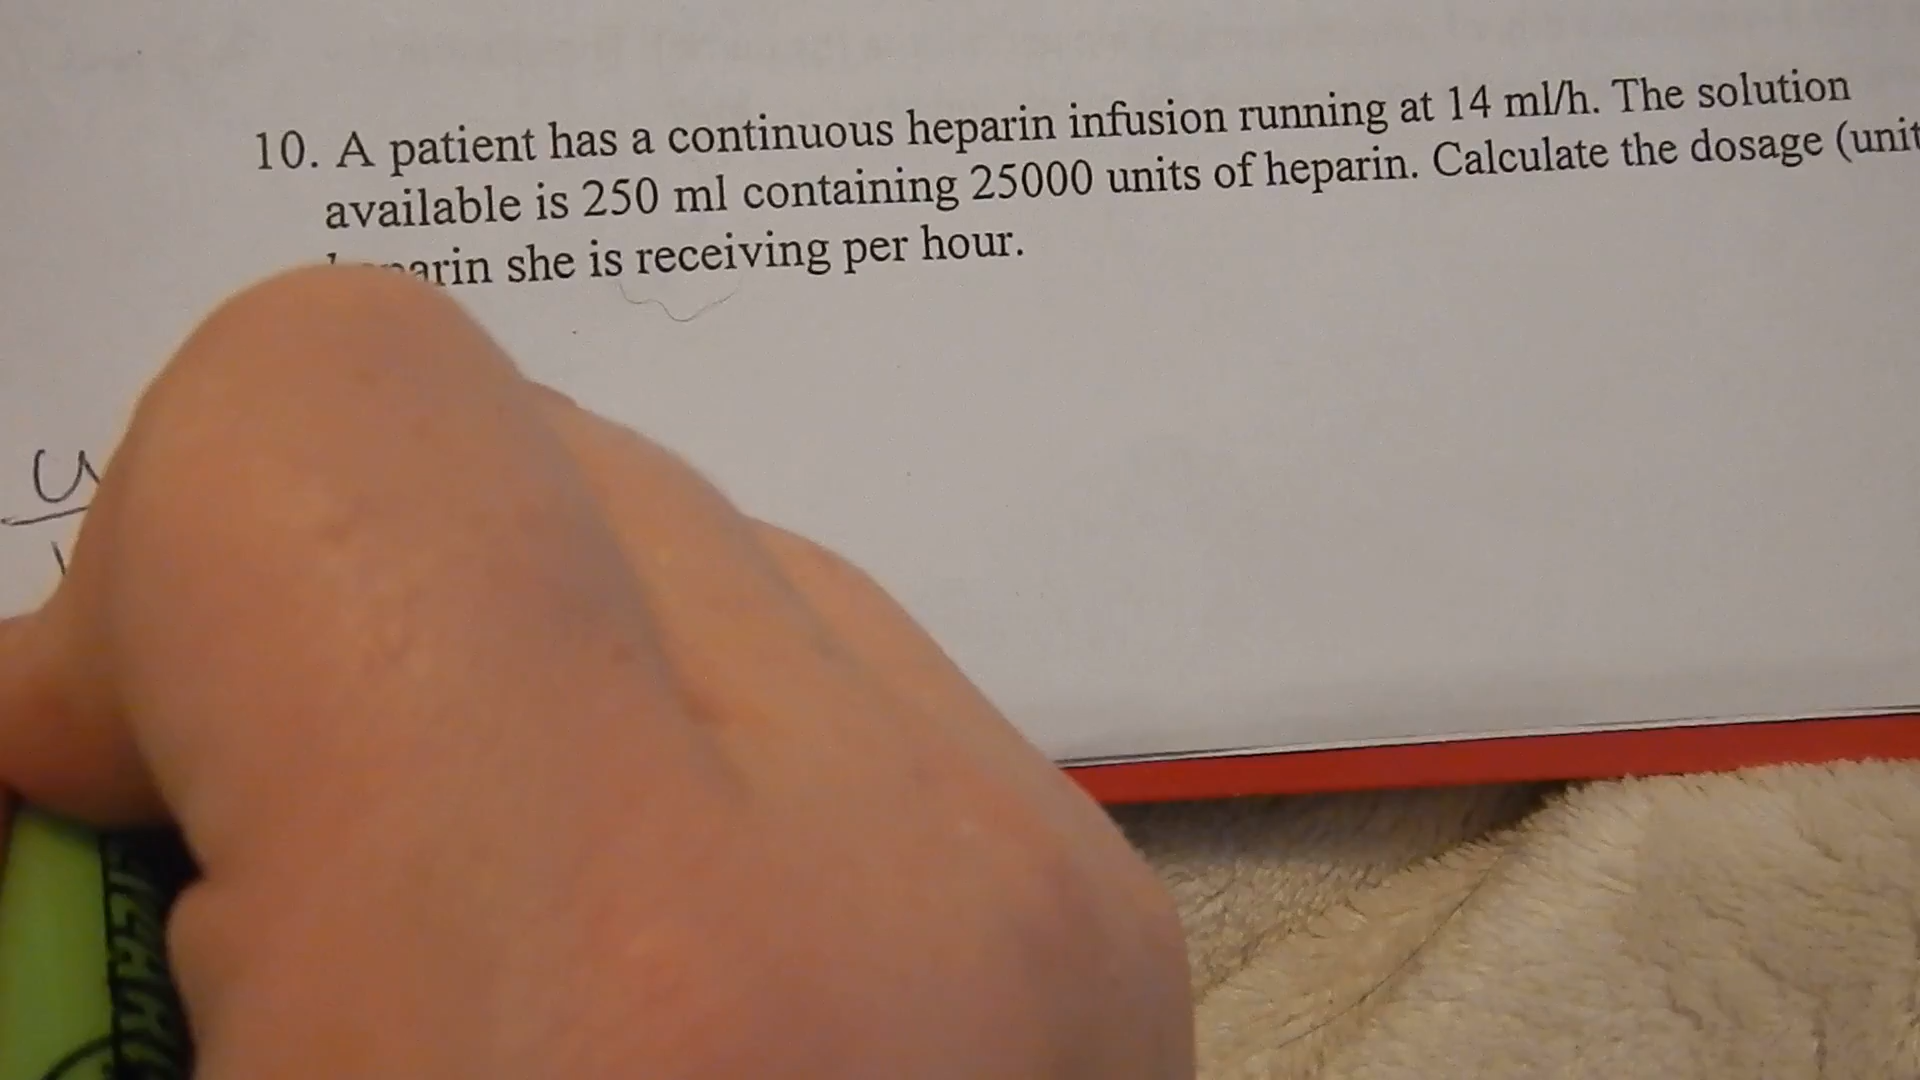 10. A patient has a continuous heparin infusion running at 14 ml/h. The solution
available is 250 ml containing 25000 units of heparin. Calculate the dosage (unit
she is receiving per hour.
U